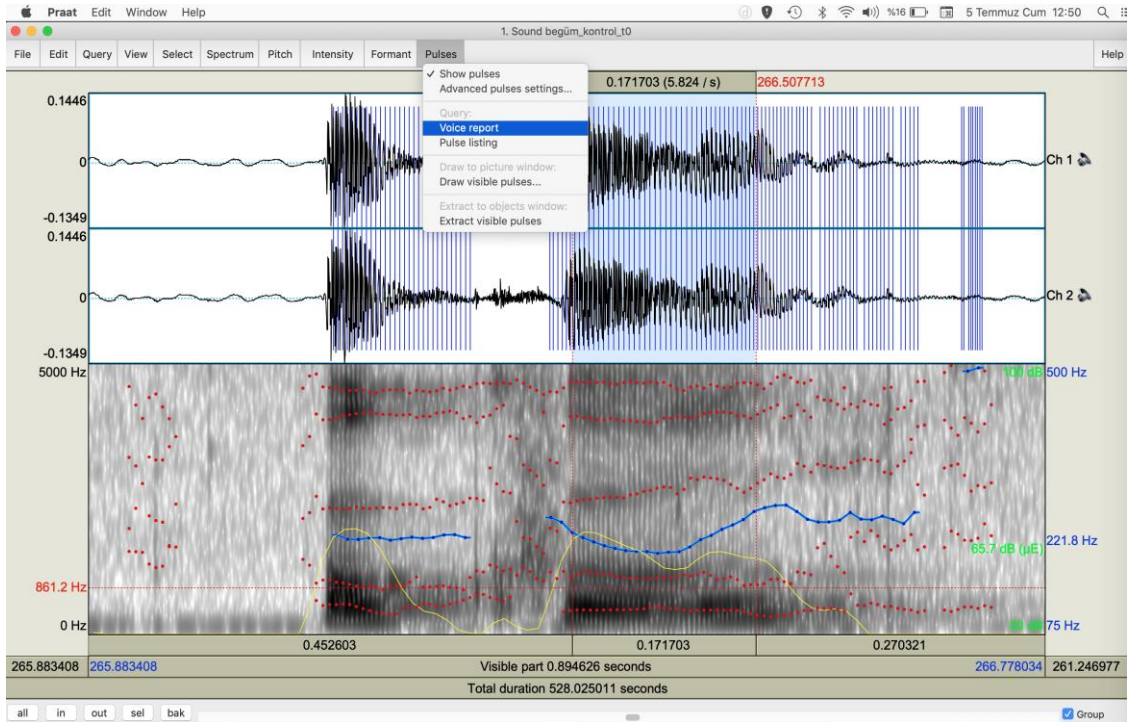 Praat Edit Window Help %16 5 Temmuz Cum 12:50
1. Sound begüm_kontrol_t0
File Edit Query View Select Spectrum Pitch Intensity Formant Pulses Help
✓ Show pulses
Advanced pulses settings...
Query:
Voice report
Pulse listing
Draw to picture window:
Draw visible pulses...
Extract to objects window:
Extract visible pulses
0.171703 (5.824 / s) 266.507713
0.1446
0 Ch 1
-0.1349
0.1446
0 Ch 2
-0.1349
5000 Hz 100 dB 500 Hz
221.8 Hz
65.7 dB (µE)
861.2 Hz
0 Hz 75 Hz
0.452603 0.171703 0.270321
265.883408 265.883408 Visible part 0.894626 seconds 266.778034 261.246977
Total duration 528.025011 seconds
all in out sel bak Group